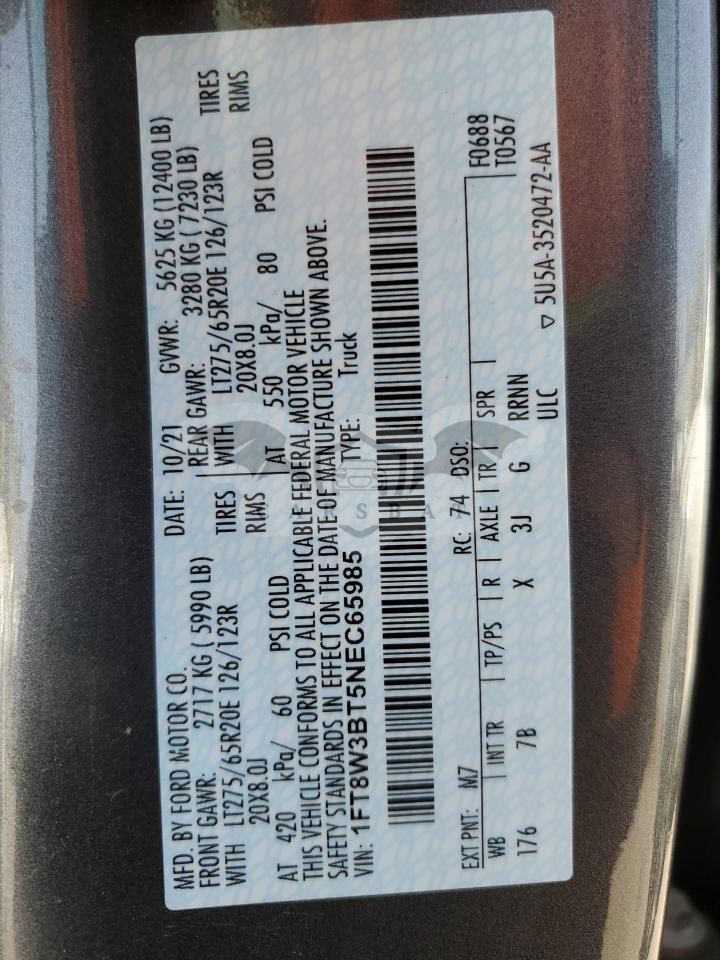 MFD. BY FORD MOTOR CO.
DATE: 10/21 GVWR: 5625 KG (12400 LB)
FRONT GAWR: 2717 KG ( 5990 LB)
REAR GAWR: 3280 KG (7230 LB)
WITH LT275/65R20E 126/123R TIRES
WITH LT275/65R20E 126/123R TIRES
20X8.0J RIMS
20X8.0J RIMS
AT 420 kPa/ 60 PSI COLD
AT 550 kPa/ 80 PSI COLD
THIS VEHICLE CONFORMS TO ALL APPLICABLE FEDERAL MOTOR VEHICLE
SAFETY STANDARDS IN EFFECT ON THE DATE OF MANUFACTURE SHOWN ABOVE.
VIN: 1FT8W3BT5NEC65985 TYPE: Truck
EXT PNT: M7 RC: 74 DSO: F0688
WB INT TR TP/PS R AXLE TR SPR T0567
176 7B X 3J G RRNN
ULC
▽ 5U5A-3520472-AA